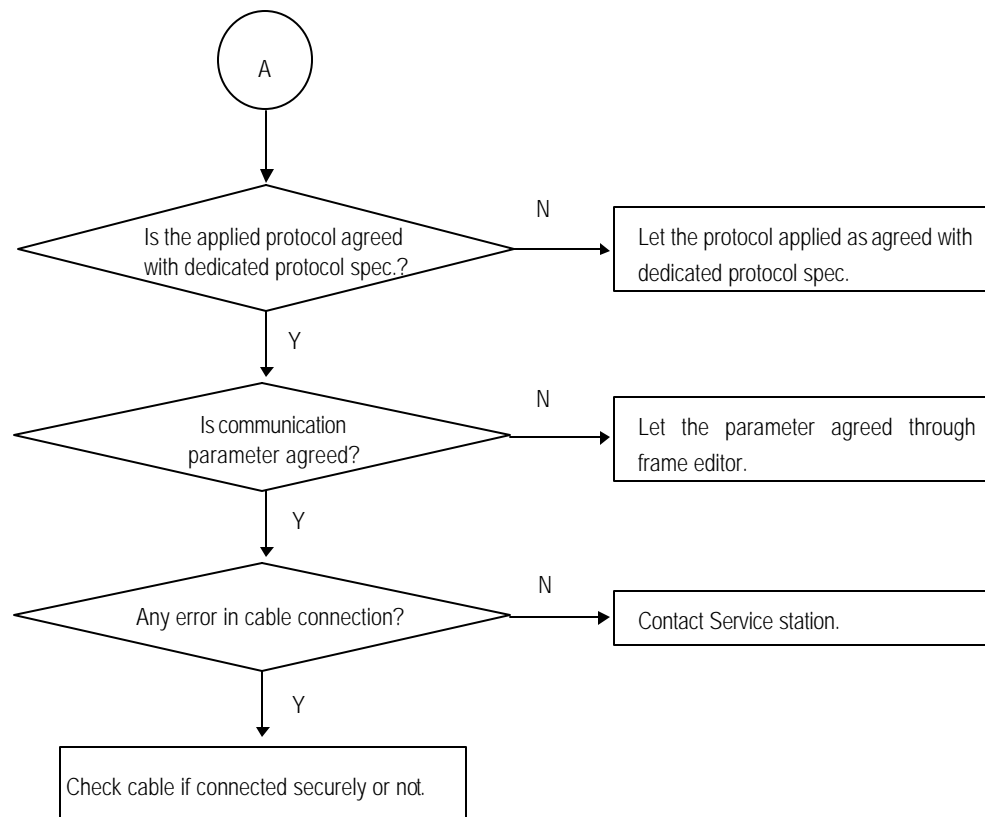 A
Is the applied protocol agreed
with dedicated protocol spec.?
N
Let the protocol applied as agreed with
dedicated protocol spec.
Y
Is communication
parameter agreed?
N
Let the parameter agreed through
frame editor.
Y
Any error in cable connection?
N
Contact Service station.
Y
Check cable if connected securely or not.